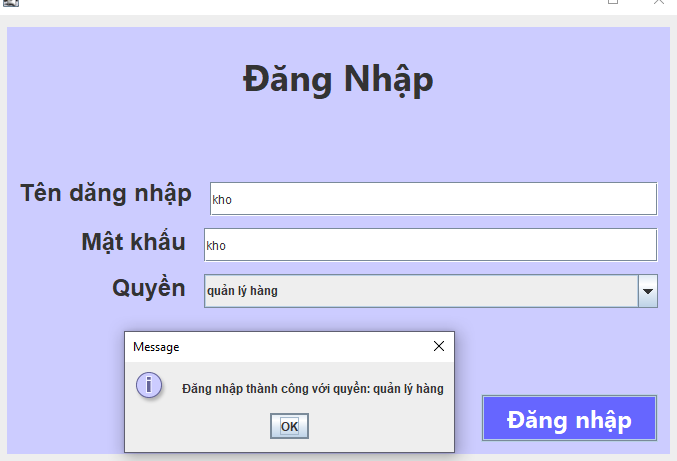 Đăng Nhập
Tên dăng nhập
kho
Mật khấu
kho
Quyền
quản lý hàng
Message
Đăng nhập thành công với quyền: quản lý hàng
OK
Đăng nhập